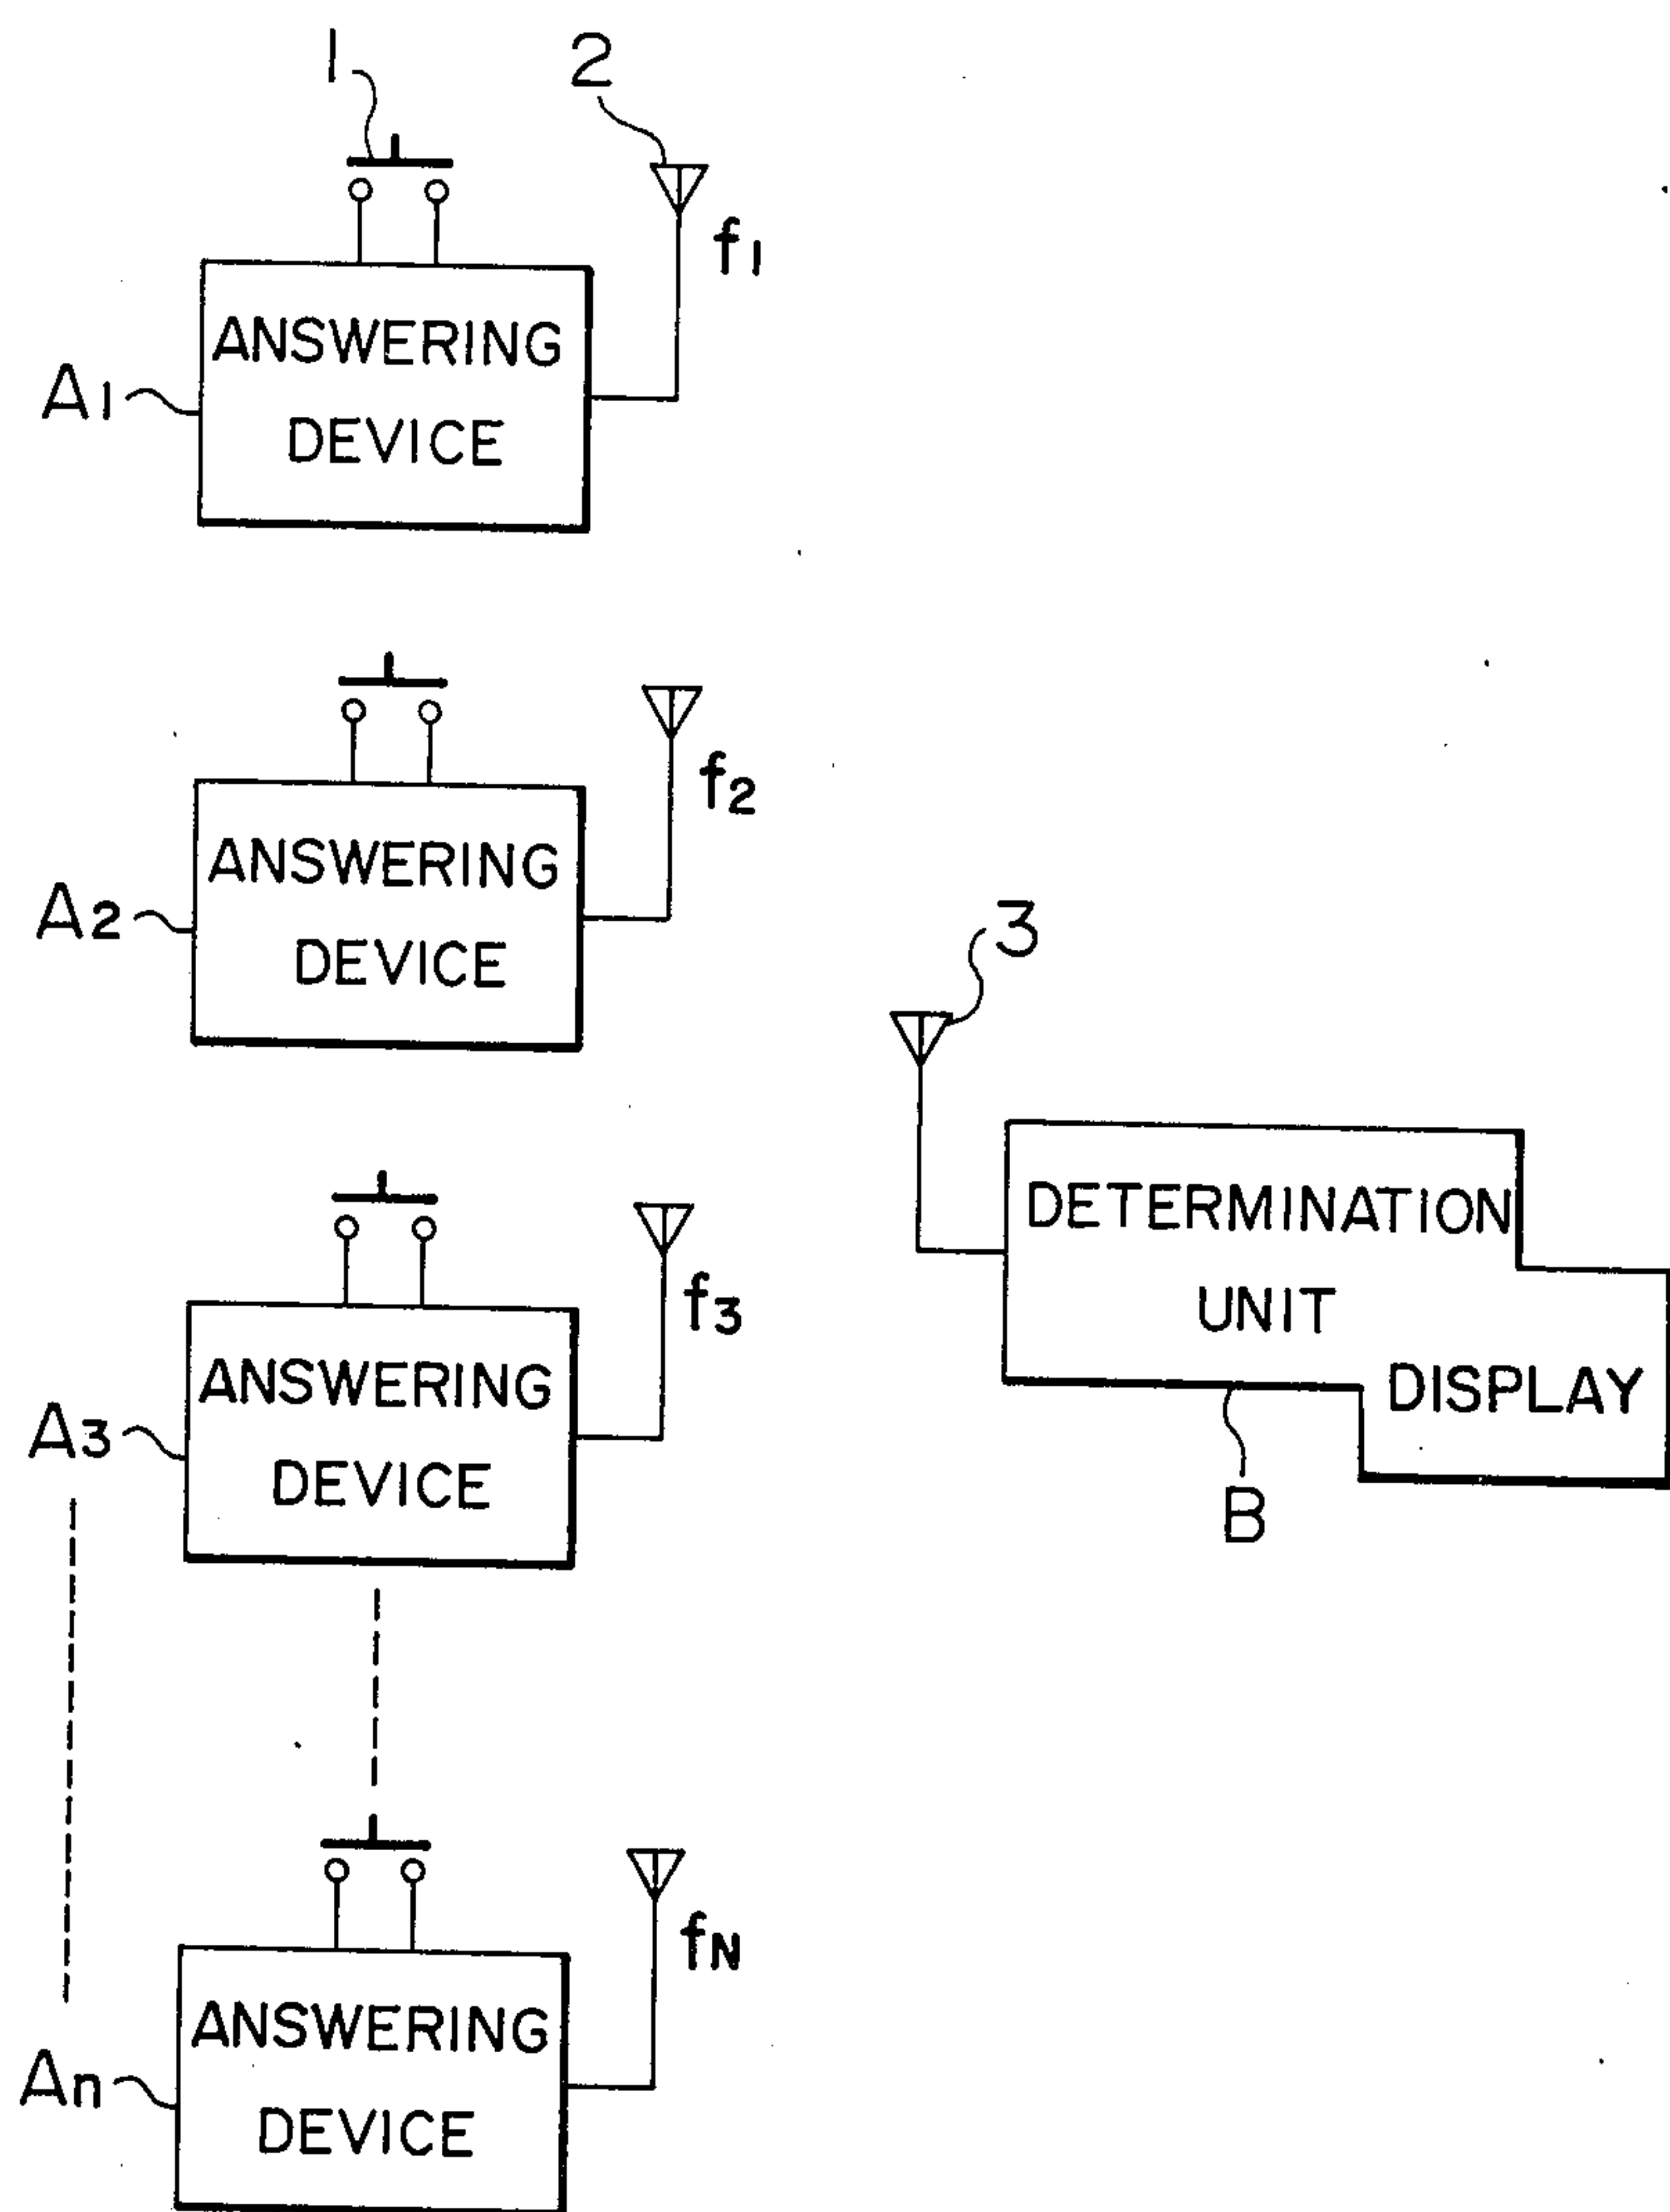 1
2
f1
ANSWERING
DEVICE
A1
f2
ANSWERING
DEVICE
A2
3
f3
ANSWERING
DEVICE
A3
DETERMINATION
UNIT
DISPLAY
B
fN
ANSWERING
DEVICE
An